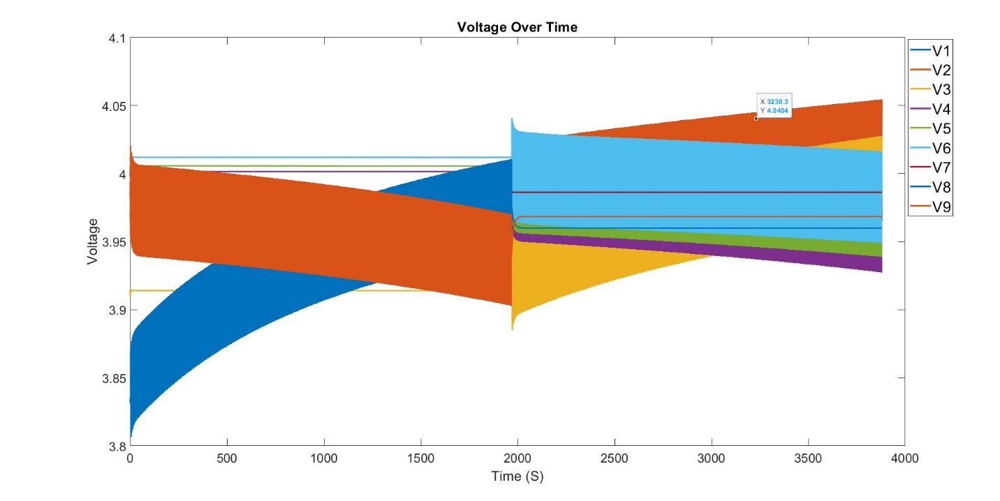 Voltage Over Time
4.1
4.05
4
3.95
3.9
3.85
3.8
Voltage
0 500 1000 1500 2000 2500 3000 3500 4000
Time (S)
X 3230.3
Y 4.0404
V1
V2
V3
V4
V5
V6
V7
V8
V9